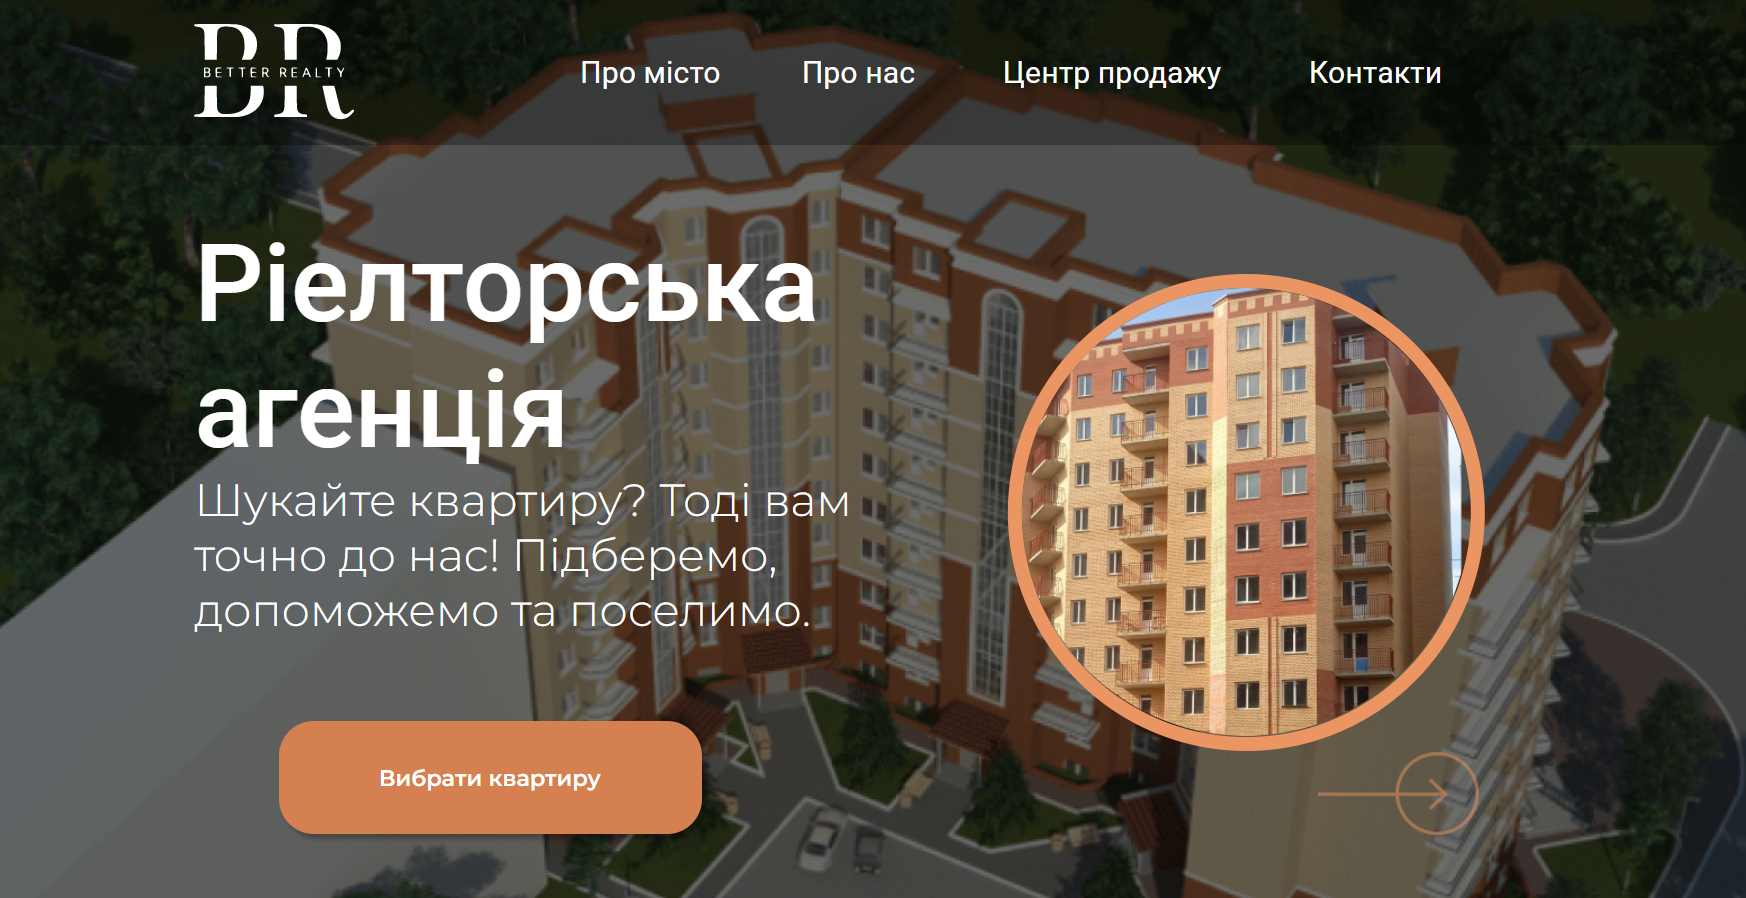 BR
BETTER REALTY
Про місто
Про нас
Центр продажу
Контакти
Ріелторська
агенція
Шукайте квартиру? Тоді вам
точно до нас! Підберемо,
допоможемо та поселимо.
Вибрати квартиру